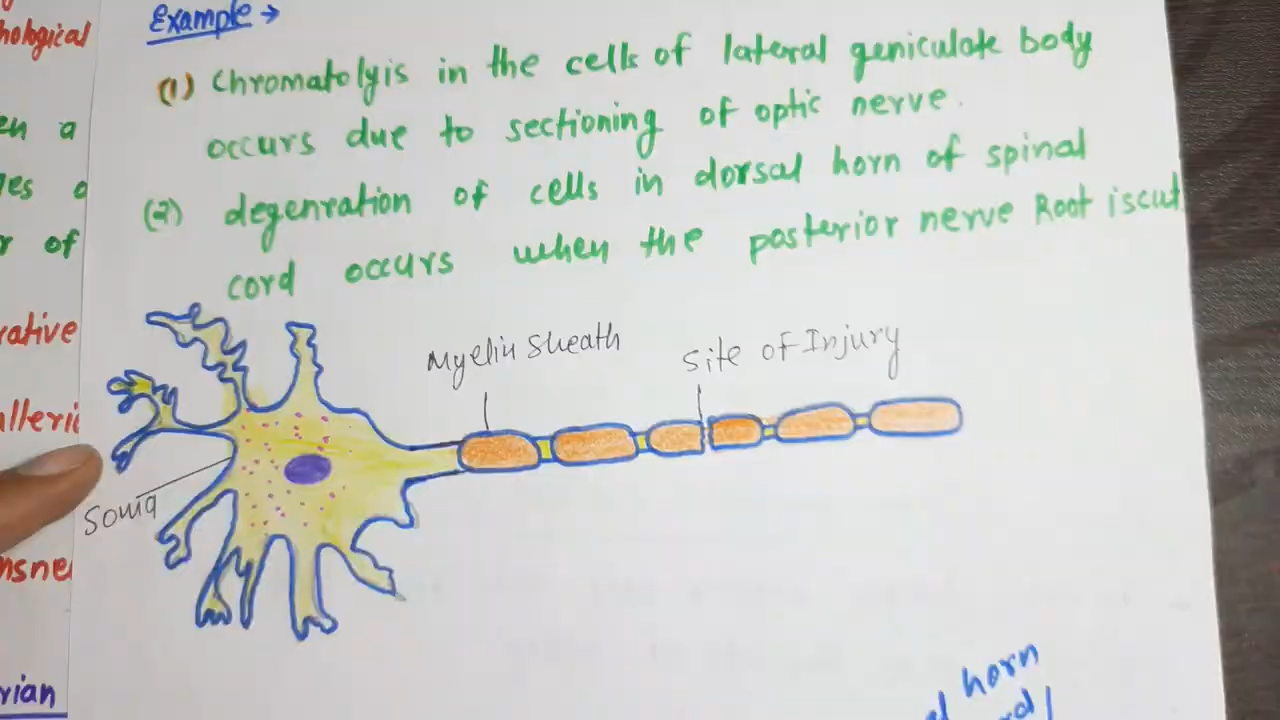 Example →
(1) Chromatolyis in the cells of lateral geniculate body
occurs due to sectioning of optic nerve.
(2) degenration of cells in dorsal horn of spinal
cord occurs when the posterior nerve Root is cut
Myelin Sheath
Site of Injury
Soma
horn